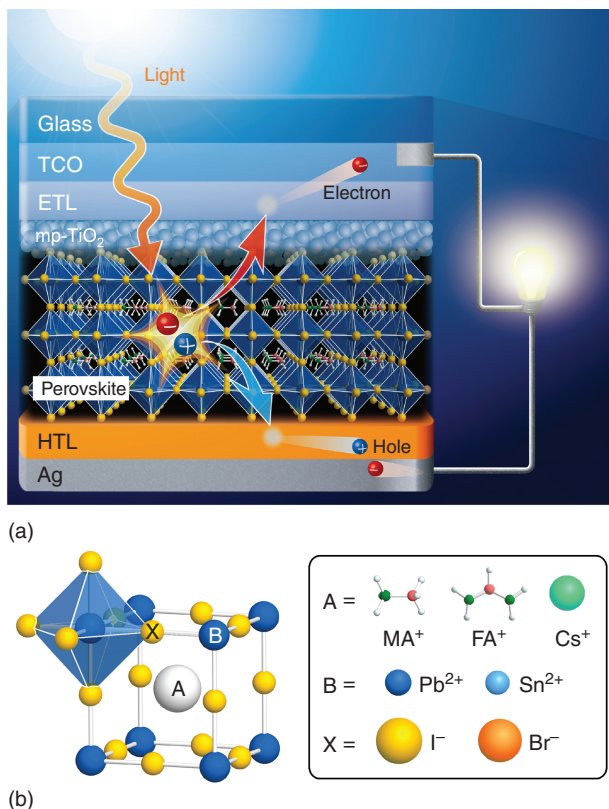 Light
Glass
TCO
ETL
Electron
mp-TiO₂
−
−
+
Perovskite
HTL
+ Hole
Ag
−
(a)
X B
A
A =
MA⁺ FA⁺ Cs⁺
B = Pb²⁺ Sn²⁺
X = I⁻ Br⁻
(b)